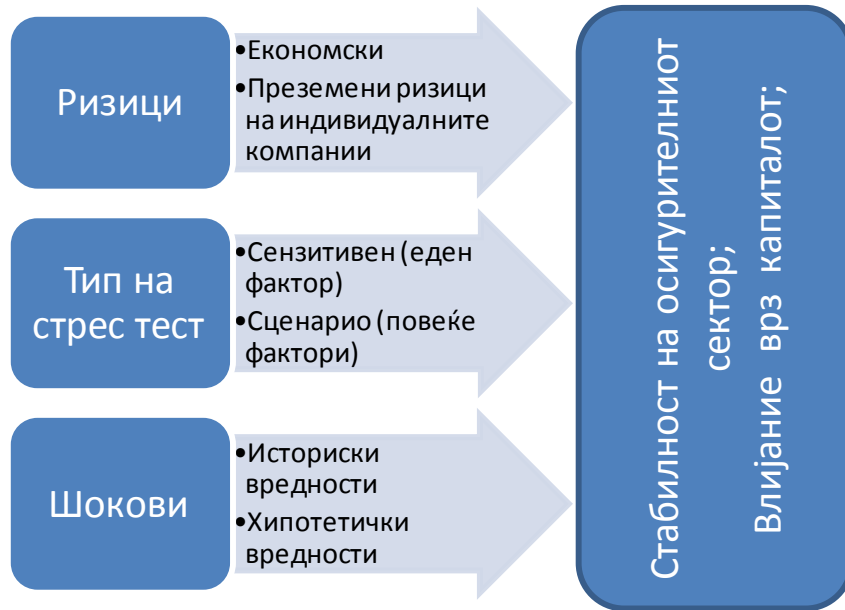 Ризици
•Економски
•Преземени ризици
на индивидуалните
компании
Тип на
стрес тест
•Сензитивен (еден
фактор)
•Сценарио (повеќе
фактори)
Шокови
•Историски
вредности
•Хипотетички
вредности
Стабилност на осигурителниот
сектор;
Влијание врз капиталот;